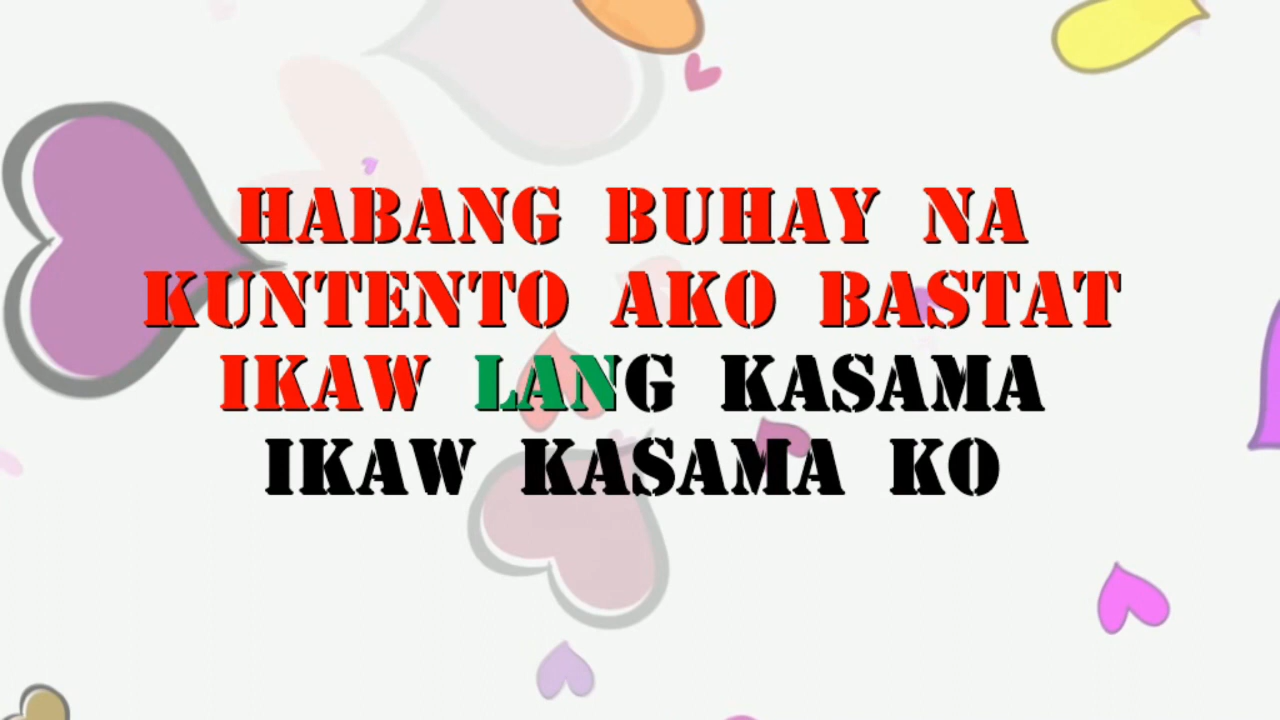 HABANG BUHAY NA
KUNTENTO AKO BASTAT
IKAW LANG KASAMA
IKAW KASAMA KO